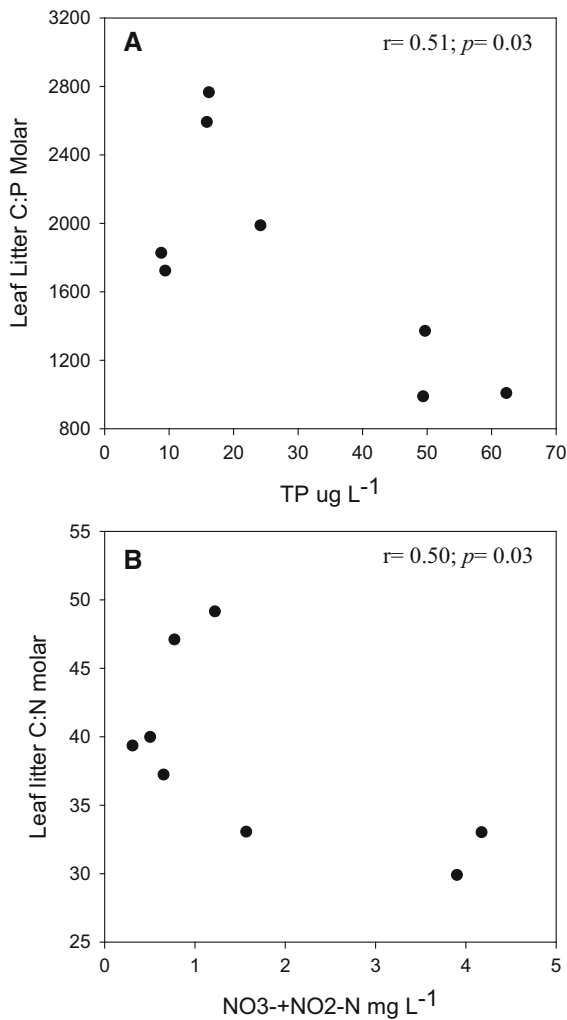 A
r= 0.51; p= 0.03
3200
2800
2400
2000
1600
1200
800
Leaf Litter C:P Molar
0 10 20 30 40 50 60 70
TP ug L-1
B
r= 0.50; p= 0.03
55
50
45
40
35
30
25
Leaf litter C:N molar
0 1 2 3 4 5
NO3-+NO2-N mg L-1